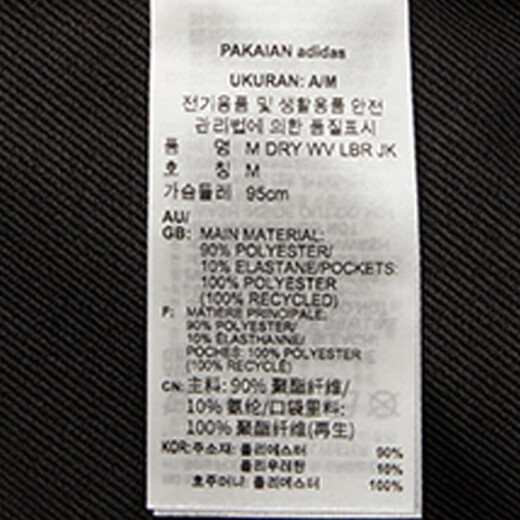 PAKAIAN adidas
UKURAN: A/M
전기용품 및 생활용품 안전
관리법에 의한 품질표시
품 명 M DRY WV LBR JK
호 칭 M
가슴둘레 95cm
AU/
GB: MAIN MATERIAL:
90% POLYESTER/
10% ELASTANE/POCKETS:
100% POLYESTER
(100% RECYCLED)
F: MATIERE PRINCIPALE:
90% POLYESTER/
10% ELASTHANNE/
POCHES: 100% POLYESTER
(100% RECYCLÉ)
CN: 主料: 90% 聚酯纤维/
10% 氨纶/口袋里料:
100% 聚酯纤维(再生)
KOR: 주소재: 폴리에스터 90%
폴리우레탄 10%
호주머니: 폴리에스터 100%